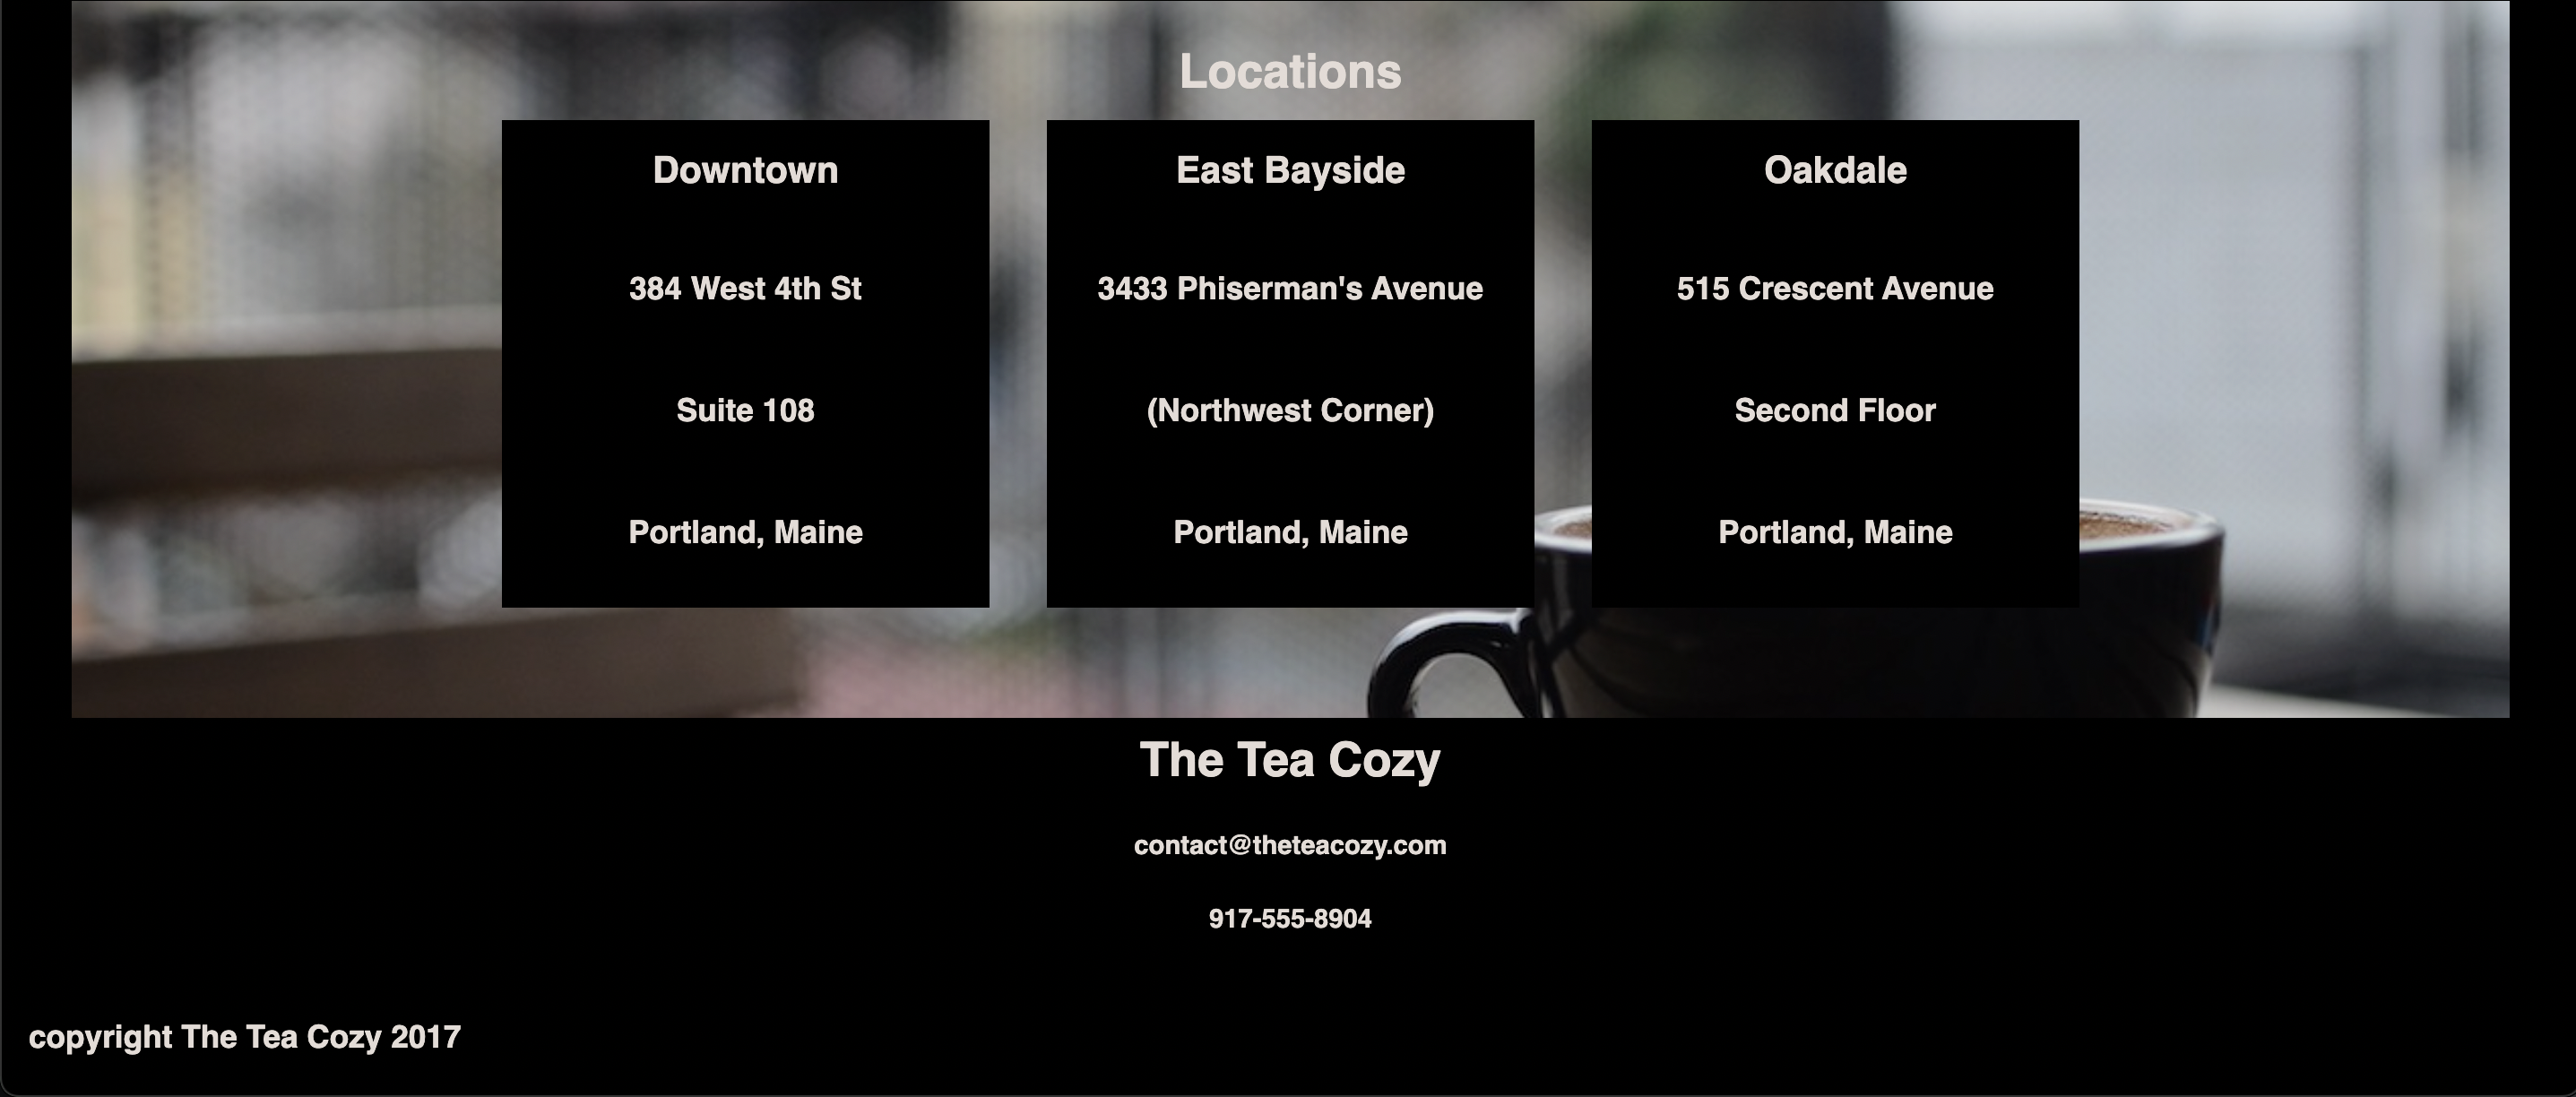 Locations
Downtown
384 West 4th St
Suite 108
Portland, Maine
East Bayside
3433 Phiserman's Avenue
(Northwest Corner)
Portland, Maine
Oakdale
515 Crescent Avenue
Second Floor
Portland, Maine
The Tea Cozy
contact@theteacozy.com
917-555-8904
copyright The Tea Cozy 2017